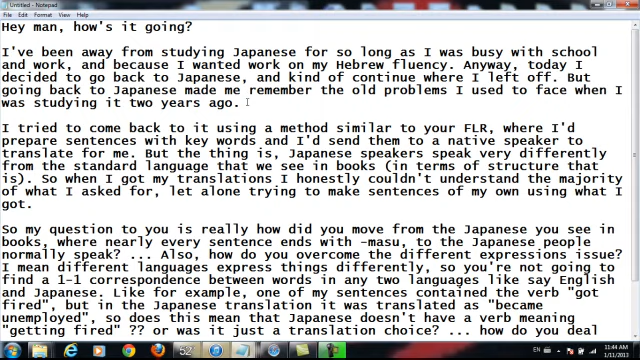 Untitled - Notepad
File Edit Format View Help
Hey man, how's it going?
I've been away from studying Japanese for so long as I was busy with school
and work, and because I wanted work on my Hebrew fluency. Anyway, today I
decided to go back to Japanese, and kind of continue where I left off. But
going back to Japanese made me remember the old problems I used to face when I
was studying it two years ago.
I tried to come back to it using a method similar to your FLR, where I'd
prepare sentences with key words and I'd send them to a native speaker to
translate for me. But the thing is, Japanese speakers speak very differently
from the standard language that we see in books (in terms of structure that
is). So when I got my translations I honestly couldn't understand the majority
of what I asked for, let alone trying to make sentences of my own using what I
got.
So my question to you is really how did you move from the Japanese you see in
books, where nearly every sentence ends with -masu, to the Japanese people
normally speak? ... Also, how do you overcome the different expressions issue?
I mean different languages express things differently, so you're not going to
find a 1-1 correspondence between words in any two languages like say English
and Japanese. Like for example, one of my sentences contained the verb "got
fired", but in the Japanese translation it was translated as "became
unemployed", so does this mean that Japanese doesn't have a verb meaning
"getting fired" ?? or was it just a translation choice? ... how do you deal
52
EN
11:44 AM
1/11/2013